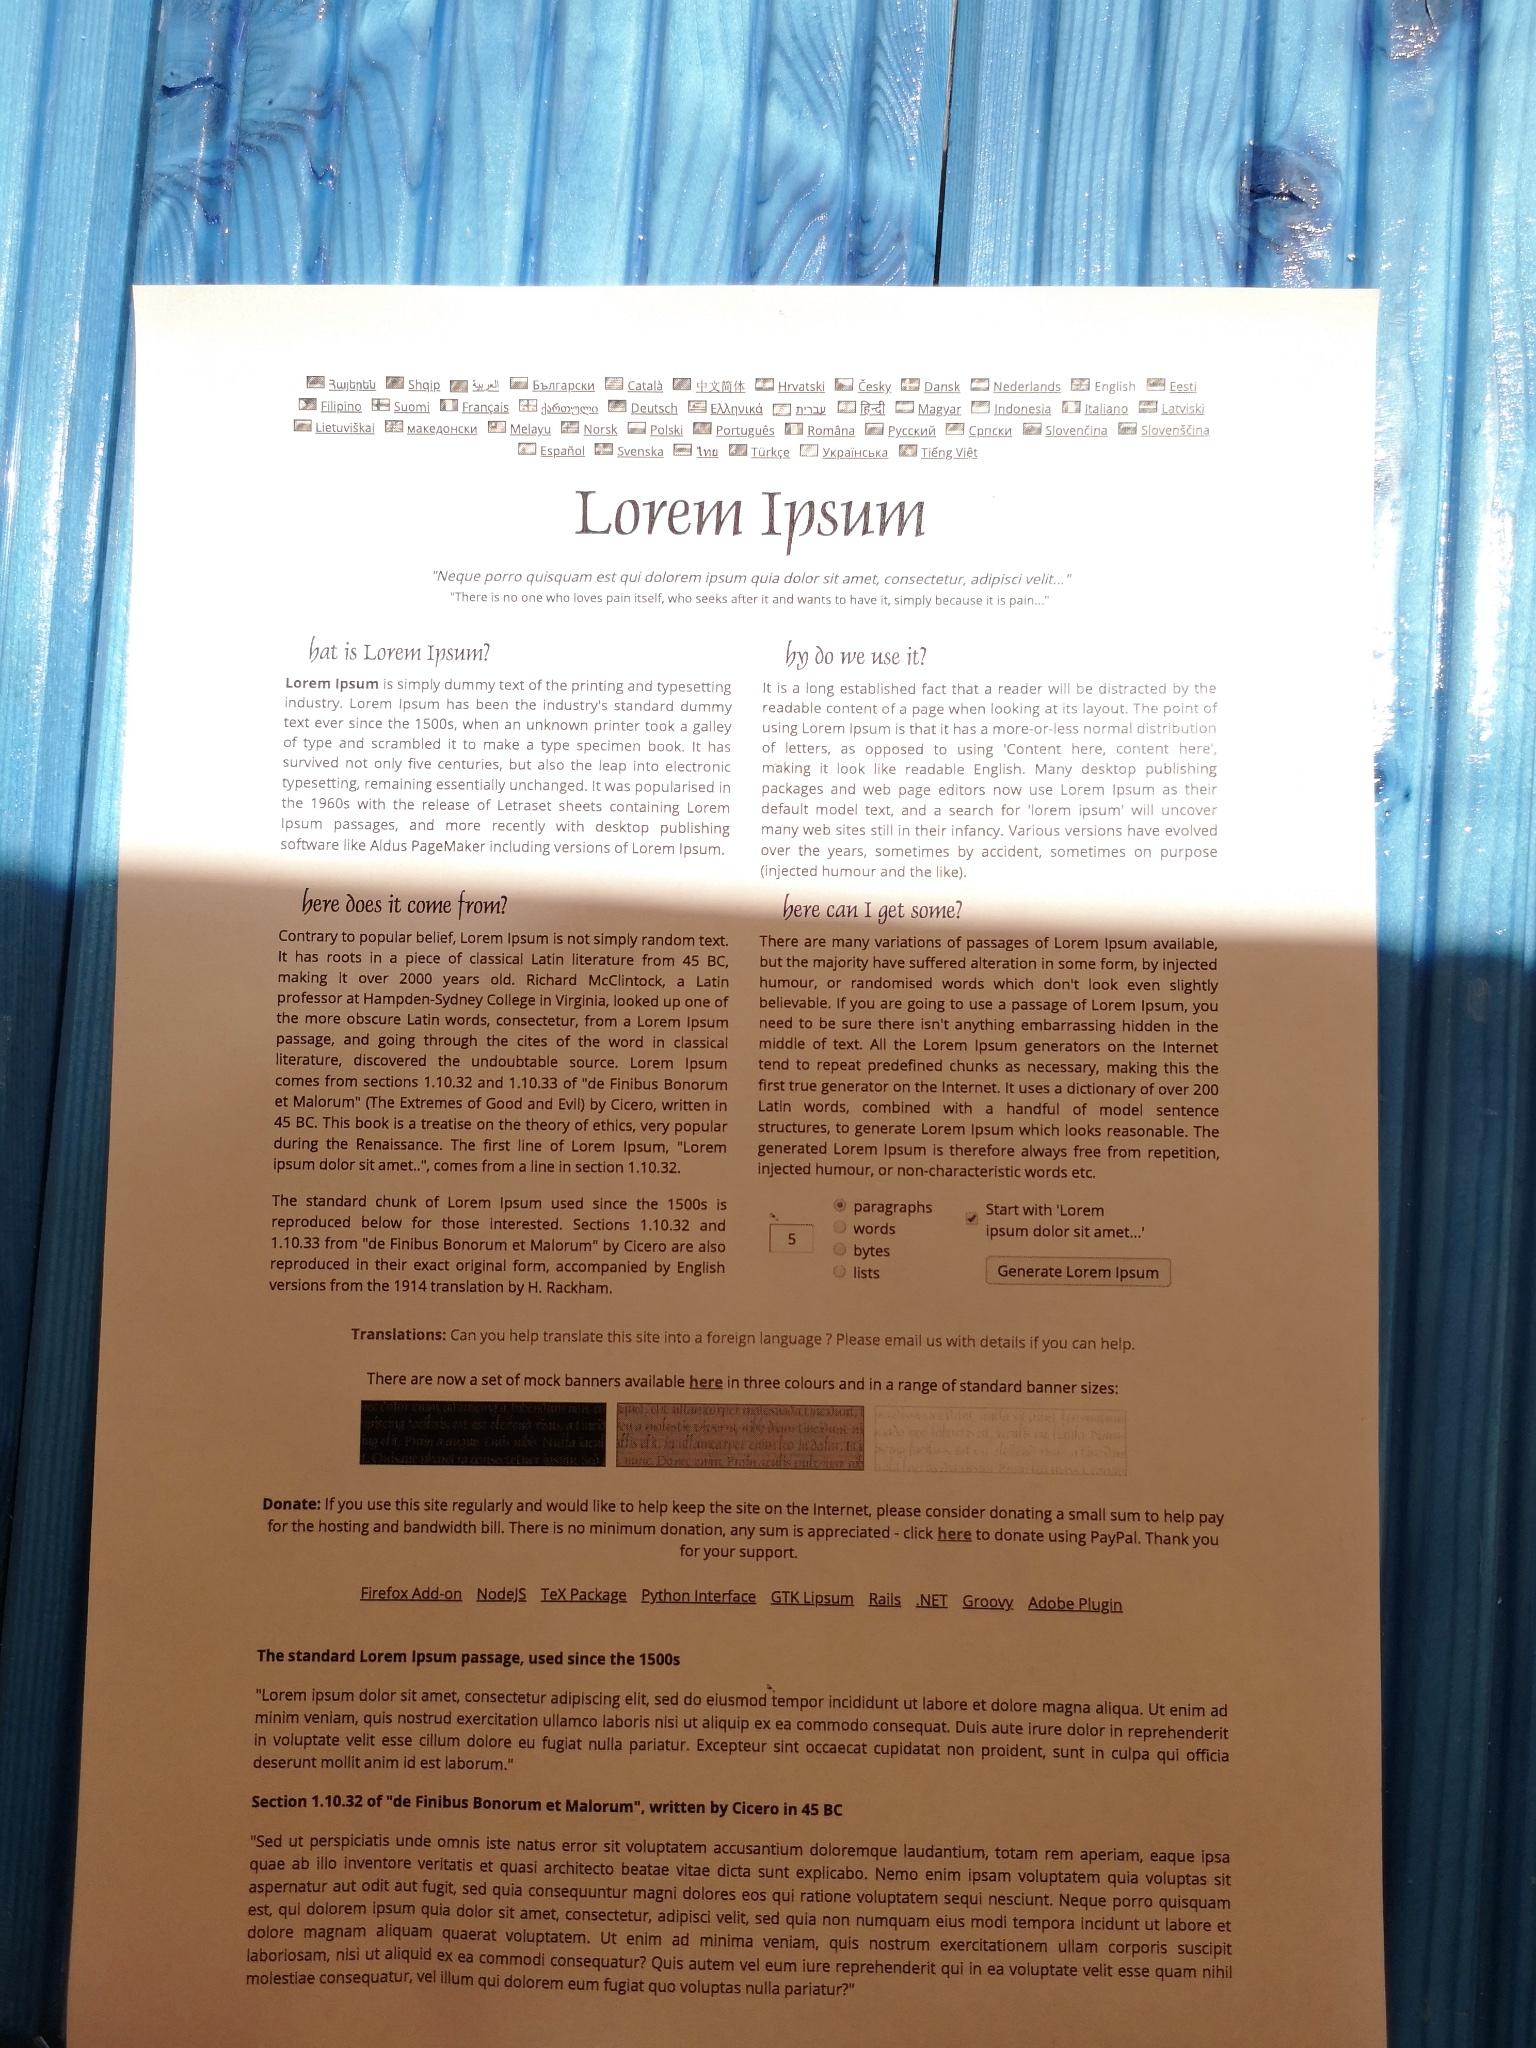 Հայերեն Shqip العربية Български Català 中文简体 Hrvatski Česky Dansk Nederlands English Eesti
Filipino Suomi Français ქართული Deutsch Ελληνικά עברית हिन्दी Magyar Indonesia Italiano Latviski
Lietuviškai македонски Melayu Norsk Polski Português Româna Русский Српски Slovenčina Slovenščina
Español Svenska ไทย Türkçe Українська Tiếng Việt
Lorem Ipsum
"Neque porro quisquam est qui dolorem ipsum quia dolor sit amet, consectetur, adipisci velit..."
"There is no one who loves pain itself, who seeks after it and wants to have it, simply because it is pain..."
hat is Lorem Ipsum?
Lorem Ipsum is simply dummy text of the printing and typesetting
industry. Lorem Ipsum has been the industry's standard dummy
text ever since the 1500s, when an unknown printer took a galley
of type and scrambled it to make a type specimen book. It has
survived not only five centuries, but also the leap into electronic
typesetting, remaining essentially unchanged. It was popularised in
the 1960s with the release of Letraset sheets containing Lorem
Ipsum passages, and more recently with desktop publishing
software like Aldus PageMaker including versions of Lorem Ipsum.
hy do we use it?
It is a long established fact that a reader will be distracted by the
readable content of a page when looking at its layout. The point of
using Lorem Ipsum is that it has a more-or-less normal distribution
of letters, as opposed to using 'Content here, content here',
making it look like readable English. Many desktop publishing
packages and web page editors now use Lorem Ipsum as their
default model text, and a search for 'lorem ipsum' will uncover
many web sites still in their infancy. Various versions have evolved
over the years, sometimes by accident, sometimes on purpose
(injected humour and the like).
here does it come from?
Contrary to popular belief, Lorem Ipsum is not simply random text.
It has roots in a piece of classical Latin literature from 45 BC,
making it over 2000 years old. Richard McClintock, a Latin
professor at Hampden-Sydney College in Virginia, looked up one of
the more obscure Latin words, consectetur, from a Lorem Ipsum
passage, and going through the cites of the word in classical
literature, discovered the undoubtable source. Lorem Ipsum
comes from sections 1.10.32 and 1.10.33 of "de Finibus Bonorum
et Malorum" (The Extremes of Good and Evil) by Cicero, written in
45 BC. This book is a treatise on the theory of ethics, very popular
during the Renaissance. The first line of Lorem Ipsum, "Lorem
ipsum dolor sit amet..", comes from a line in section 1.10.32.
The standard chunk of Lorem Ipsum used since the 1500s is
reproduced below for those interested. Sections 1.10.32 and
1.10.33 from "de Finibus Bonorum et Malorum" by Cicero are also
reproduced in their exact original form, accompanied by English
versions from the 1914 translation by H. Rackham.
here can I get some?
There are many variations of passages of Lorem Ipsum available,
but the majority have suffered alteration in some form, by injected
humour, or randomised words which don't look even slightly
believable. If you are going to use a passage of Lorem Ipsum, you
need to be sure there isn't anything embarrassing hidden in the
middle of text. All the Lorem Ipsum generators on the Internet
tend to repeat predefined chunks as necessary, making this the
first true generator on the Internet. It uses a dictionary of over 200
Latin words, combined with a handful of model sentence
structures, to generate Lorem Ipsum which looks reasonable. The
generated Lorem Ipsum is therefore always free from repetition,
injected humour, or non-characteristic words etc.
5
paragraphs
words
bytes
lists
Start with 'Lorem
ipsum dolor sit amet...'
Generate Lorem Ipsum
Translations: Can you help translate this site into a foreign language ? Please email us with details if you can help.
There are now a set of mock banners available here in three colours and in a range of standard banner sizes:
Donate: If you use this site regularly and would like to help keep the site on the Internet, please consider donating a small sum to help pay
for the hosting and bandwidth bill. There is no minimum donation, any sum is appreciated - click here to donate using PayPal. Thank you
for your support.
Firefox Add-on NodeJS TeX Package Python Interface GTK Lipsum Rails .NET Groovy Adobe Plugin
The standard Lorem Ipsum passage, used since the 1500s
"Lorem ipsum dolor sit amet, consectetur adipiscing elit, sed do eiusmod tempor incididunt ut labore et dolore magna aliqua. Ut enim ad
minim veniam, quis nostrud exercitation ullamco laboris nisi ut aliquip ex ea commodo consequat. Duis aute irure dolor in reprehenderit
in voluptate velit esse cillum dolore eu fugiat nulla pariatur. Excepteur sint occaecat cupidatat non proident, sunt in culpa qui officia
deserunt mollit anim id est laborum."
Section 1.10.32 of "de Finibus Bonorum et Malorum", written by Cicero in 45 BC
"Sed ut perspiciatis unde omnis iste natus error sit voluptatem accusantium doloremque laudantium, totam rem aperiam, eaque ipsa
quae ab illo inventore veritatis et quasi architecto beatae vitae dicta sunt explicabo. Nemo enim ipsam voluptatem quia voluptas sit
aspernatur aut odit aut fugit, sed quia consequuntur magni dolores eos qui ratione voluptatem sequi nesciunt. Neque porro quisquam
est, qui dolorem ipsum quia dolor sit amet, consectetur, adipisci velit, sed quia non numquam eius modi tempora incidunt ut labore et
dolore magnam aliquam quaerat voluptatem. Ut enim ad minima veniam, quis nostrum exercitationem ullam corporis suscipit
laboriosam, nisi ut aliquid ex ea commodi consequatur? Quis autem vel eum iure reprehenderit qui in ea voluptate velit esse quam nihil
molestiae consequatur, vel illum qui dolorem eum fugiat quo voluptas nulla pariatur?"